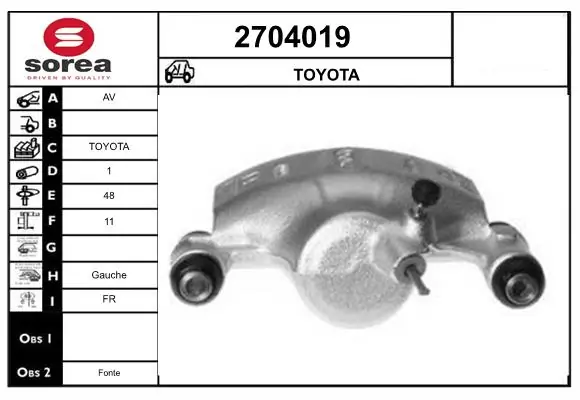 sorea
DRIVEN BY QUALITY
2704019
TOYOTA
A AV
B
C TOYOTA
D 1
E 48
F 11
G
H Gauche
I FR
OBS 1
OBS 2 Fonte